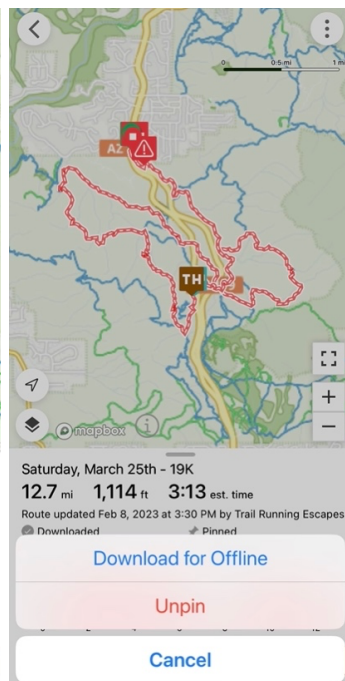 0
0.5 mi
1 m
A2
TH
mapbox
Saturday, March 25th - 19K
12.7 mi 1,114 ft 3:13 est. time
Route updated Feb 8, 2023 at 3:30 PM by Trail Running Escapes
Downloaded Pinned
Download for Offline
Unpin
Cancel